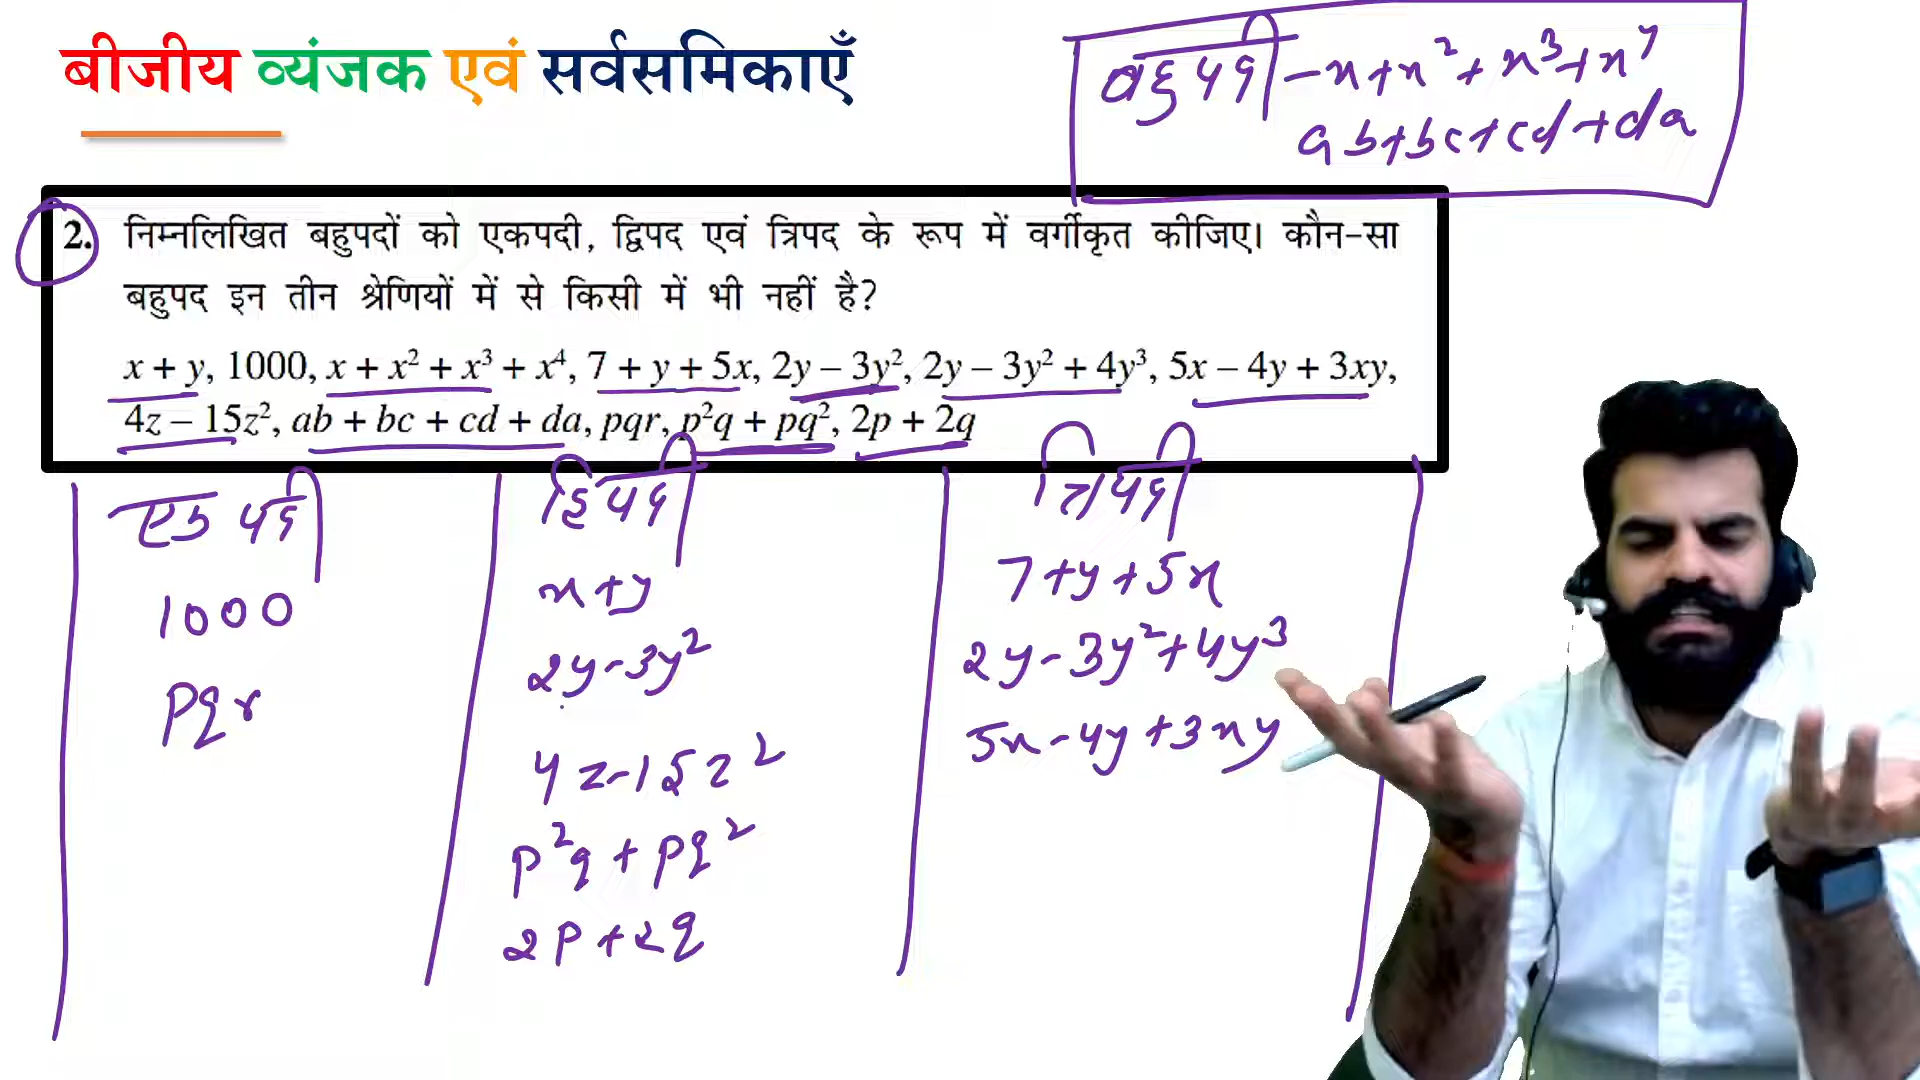 बीजीय व्यंजक एवं सर्वसमिकाएँ
बहुपदी – x + x² + x³ + x⁴
ab + bc + cd + da
2. निम्नलिखित बहुपदों को एकपदी, द्विपद एवं त्रिपद के रूप में वर्गीकृत कीजिए। कौन-सा
बहुपद इन तीन श्रेणियों में से किसी में भी नहीं है?
x + y, 1000, x + x² + x³ + x⁴, 7 + y + 5x, 2y – 3y², 2y – 3y² + 4y³, 5x – 4y + 3xy,
4z – 15z², ab + bc + cd + da, pqr, p²q + pq², 2p + 2q
एकपदी
1000
pqr
द्विपदी
x + y
2y - 3y²
4z - 15z²
p²q + pq²
2p + 2q
त्रिपदी
7 + y + 5x
2y - 3y² + 4y³
5x - 4y + 3xy